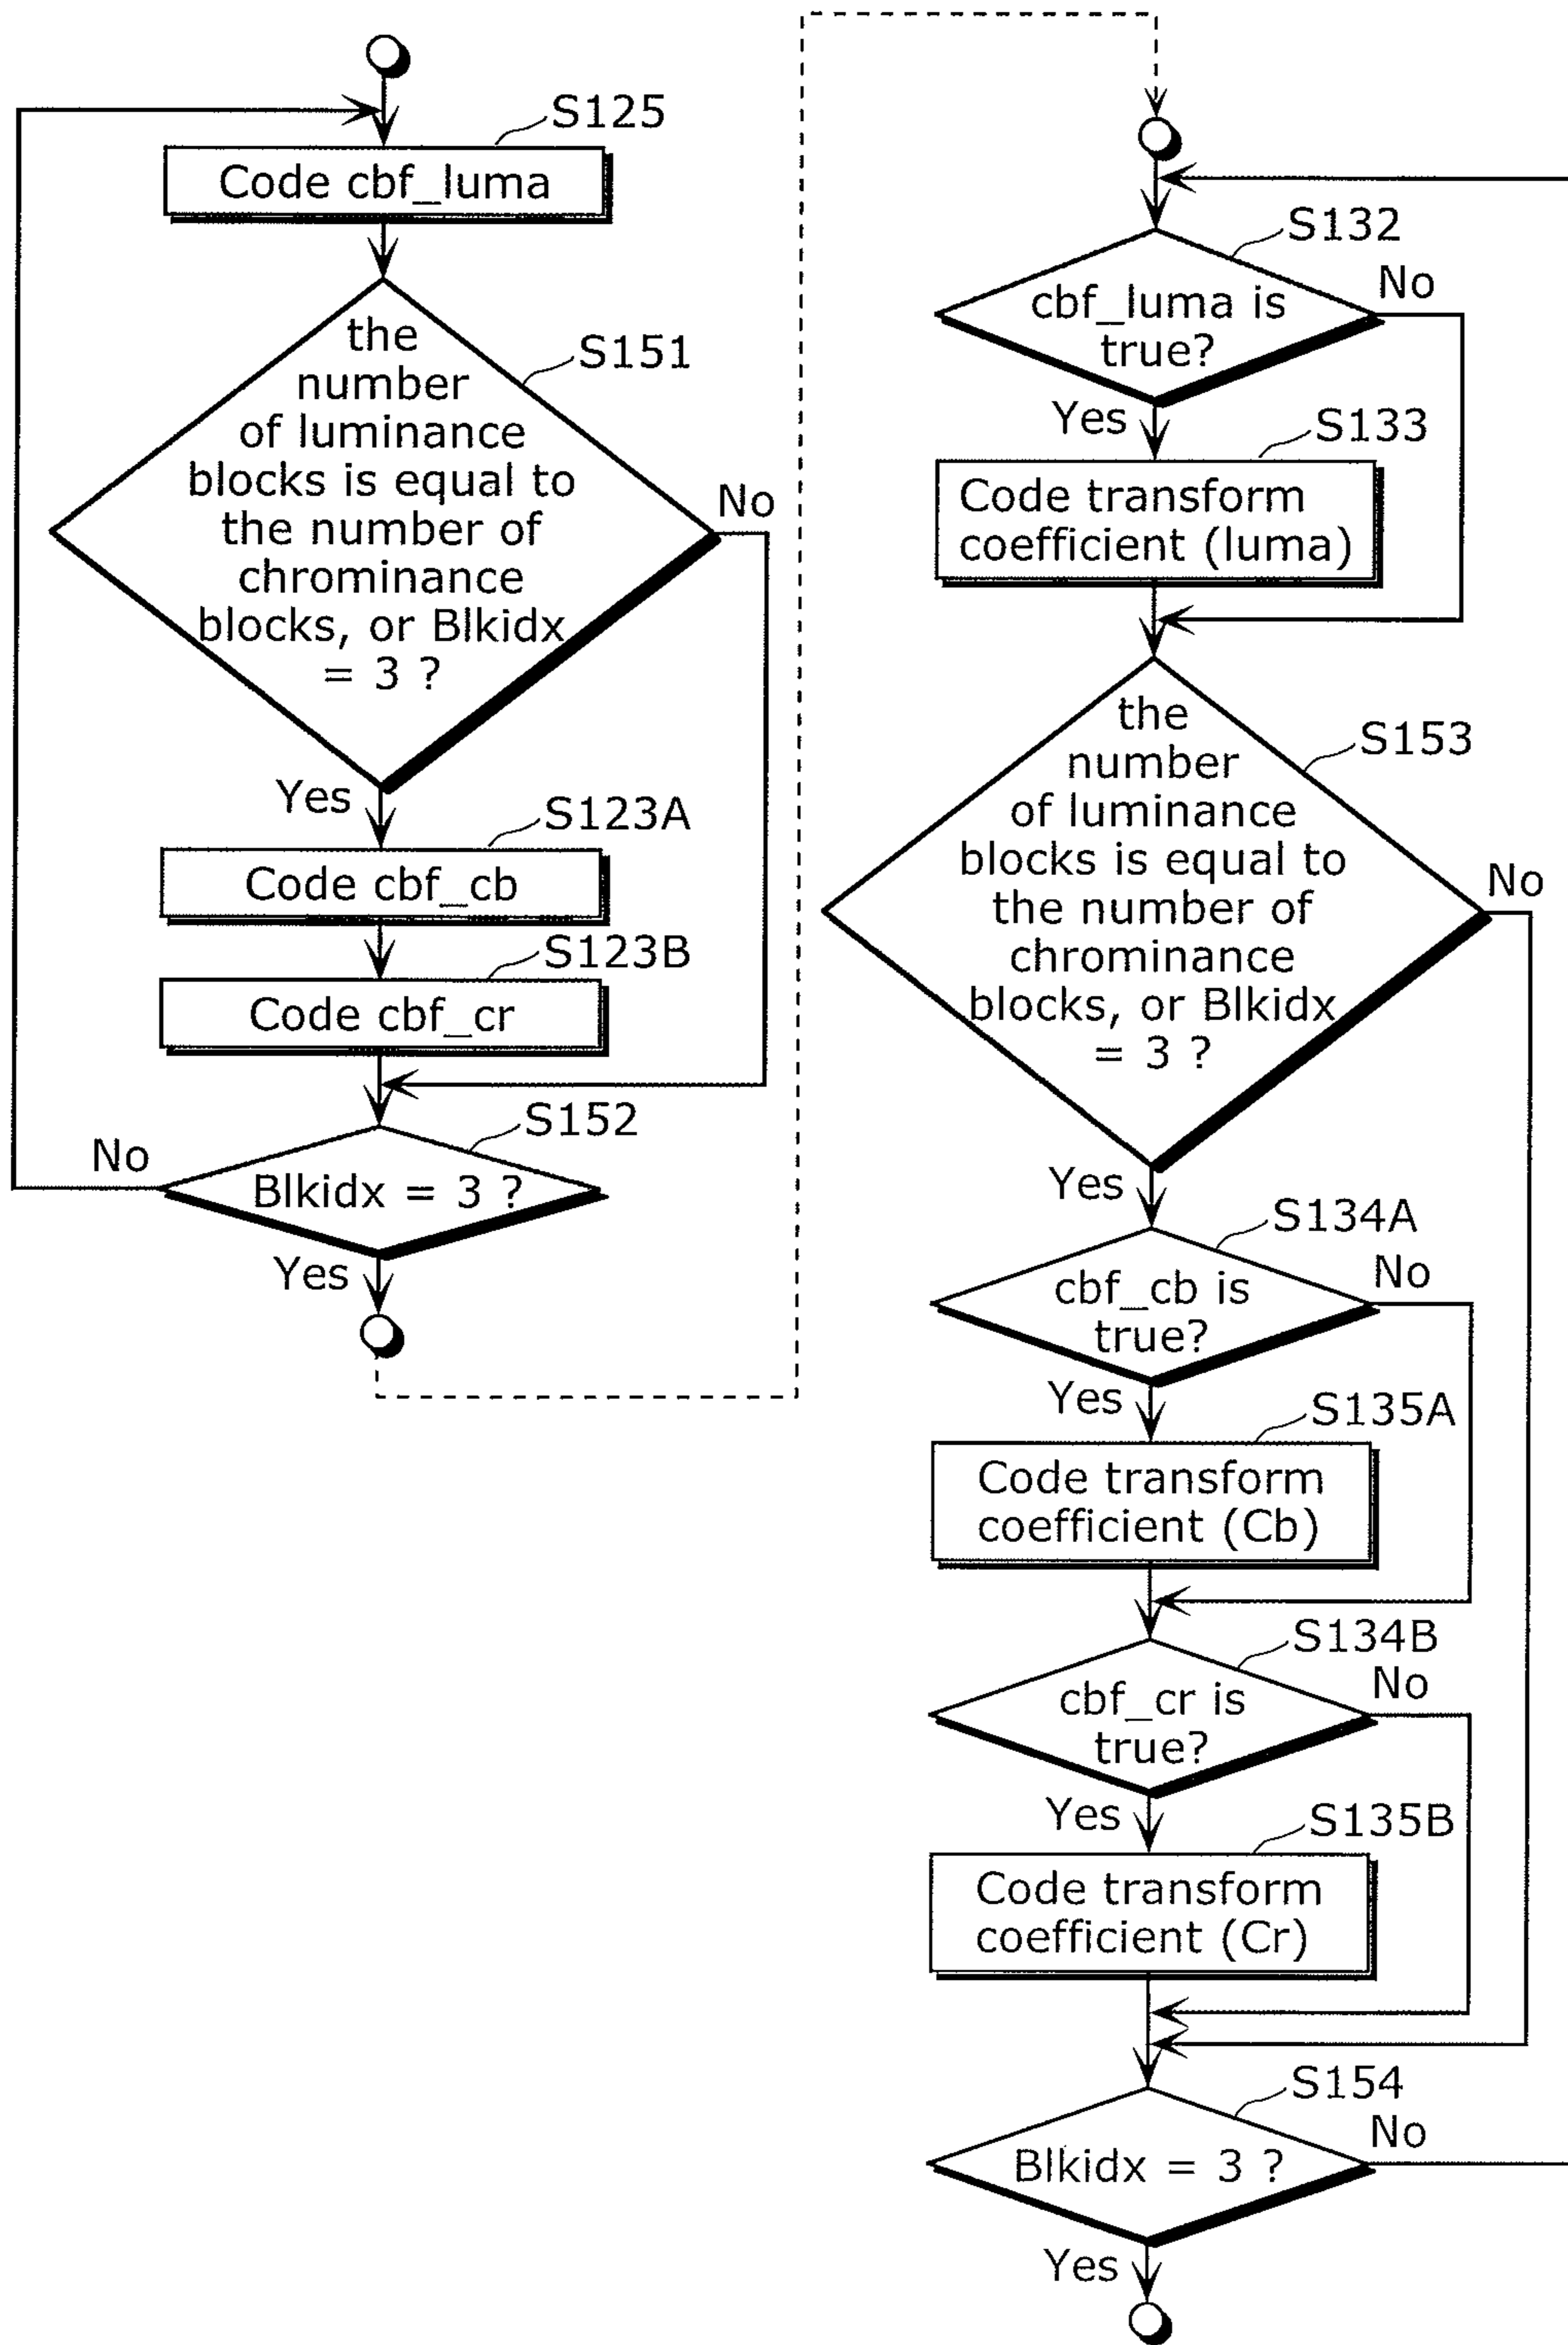 S125
Code cbf_luma
the
number
of luminance
blocks is equal to
the number of
chrominance
blocks, or Blkidx
= 3 ?
S151
No
Yes
S123A
Code cbf_cb
S123B
Code cbf_cr
S152
No
Blkidx = 3 ?
Yes
S132
No
cbf_luma is
true?
Yes
S133
Code transform
coefficient (luma)
the
number
of luminance
blocks is equal to
the number of
chrominance
blocks, or Blkidx
= 3 ?
S153
No
Yes
S134A
No
cbf_cb is
true?
Yes
S135A
Code transform
coefficient (Cb)
S134B
No
cbf_cr is
true?
Yes
S135B
Code transform
coefficient (Cr)
S154
No
Blkidx = 3 ?
Yes